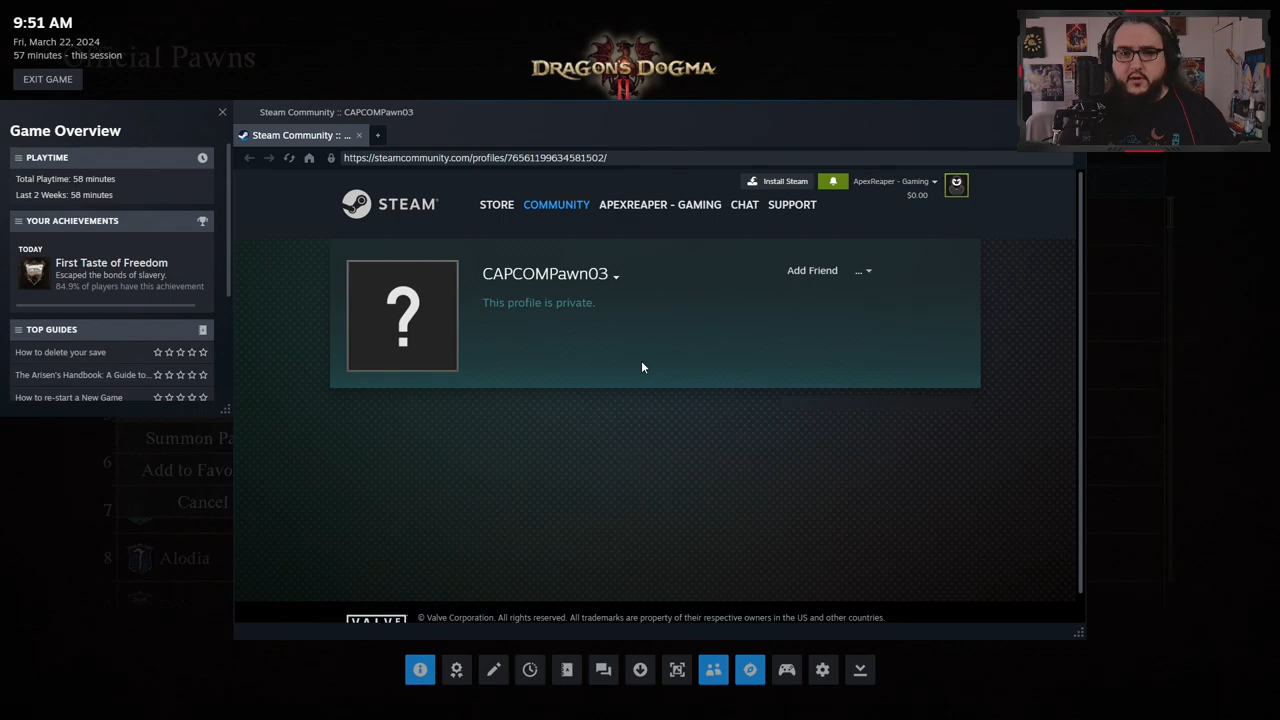 9:51 AM
Fri, March 22, 2024
57 minutes - this session
EXIT GAME
Official Pawns
DRAGON'S DOGMA
II
Steam Community :: CAPCOMPawn03
Steam Community :: ...
https://steamcommunity.com/profiles/76561199634581502/
Game Overview
PLAYTIME
Total Playtime: 58 minutes
Last 2 Weeks: 58 minutes
YOUR ACHIEVEMENTS
TODAY
First Taste of Freedom
Escaped the bonds of slavery.
84.9% of players have this achievement
TOP GUIDES
How to delete your save
The Arisen's Handbook: A Guide to...
How to re-start a New Game
Install Steam
ApexReaper - Gaming
$0.00
STEAM
STORE
COMMUNITY
APEXREAPER - GAMING
CHAT
SUPPORT
?
CAPCOMPawn03
This profile is private.
Add Friend
...
Summon Pa
6
Add to Favo
7
Cancel
8
Alodia
VALVE
© Valve Corporation. All rights reserved. All trademarks are property of their respective owners in the US and other countries.